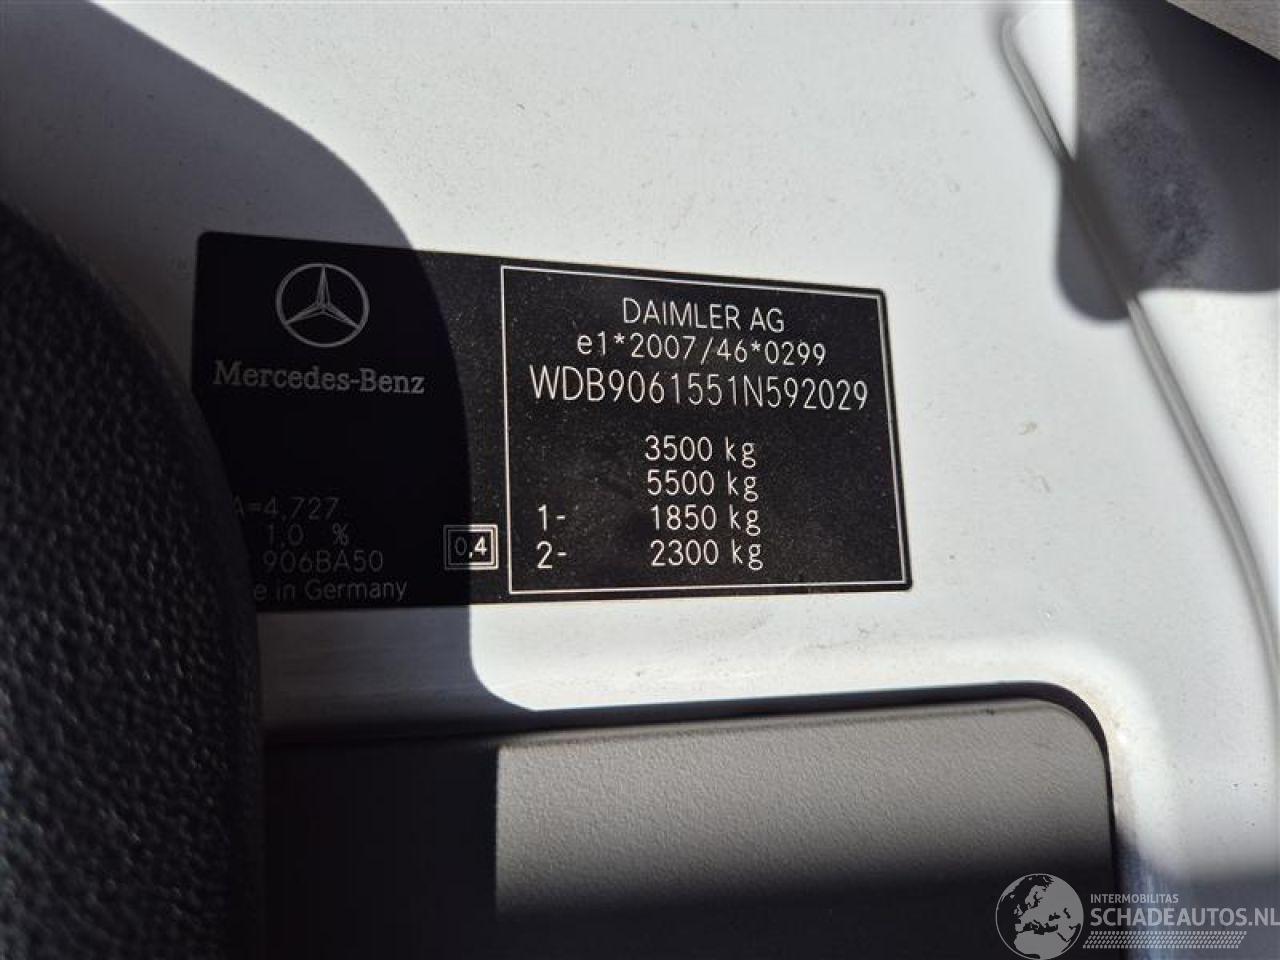 Mercedes-Benz
A=4,727
1,0 %
906BA50
e in Germany
0,4
DAIMLER AG
e1*2007/46*0299
WDB9061551N592029
3500 kg
5500 kg
1- 1850 kg
2- 2300 kg
INTERMOBILITAS
SCHADEAUTOS.NL